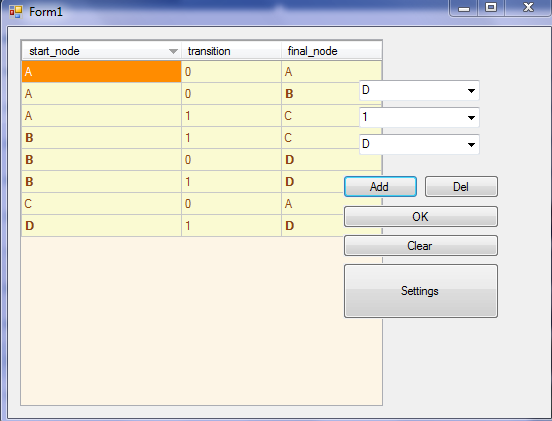 Form1
start_node transition final_node
A 0 A
A 0 B
A 1 C
B 1 C
B 0 D
B 1 D
C 0 A
D 1 D
D
1
D
Add Del
OK
Clear
Settings